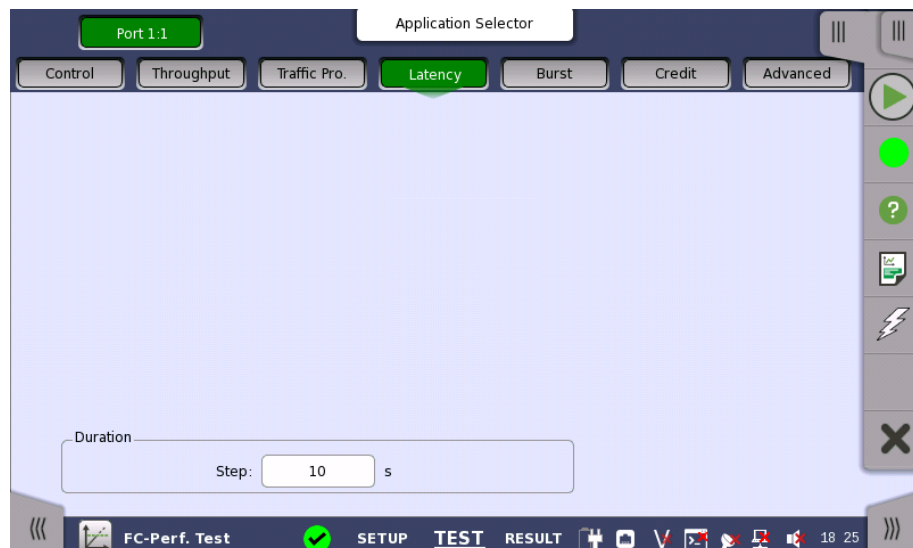 Port 1:1
Application Selector
Control
Throughput
Traffic Pro.
Latency
Burst
Credit
Advanced
?
Duration
Step: 10 s
FC-Perf. Test SETUP TEST RESULT 18 25